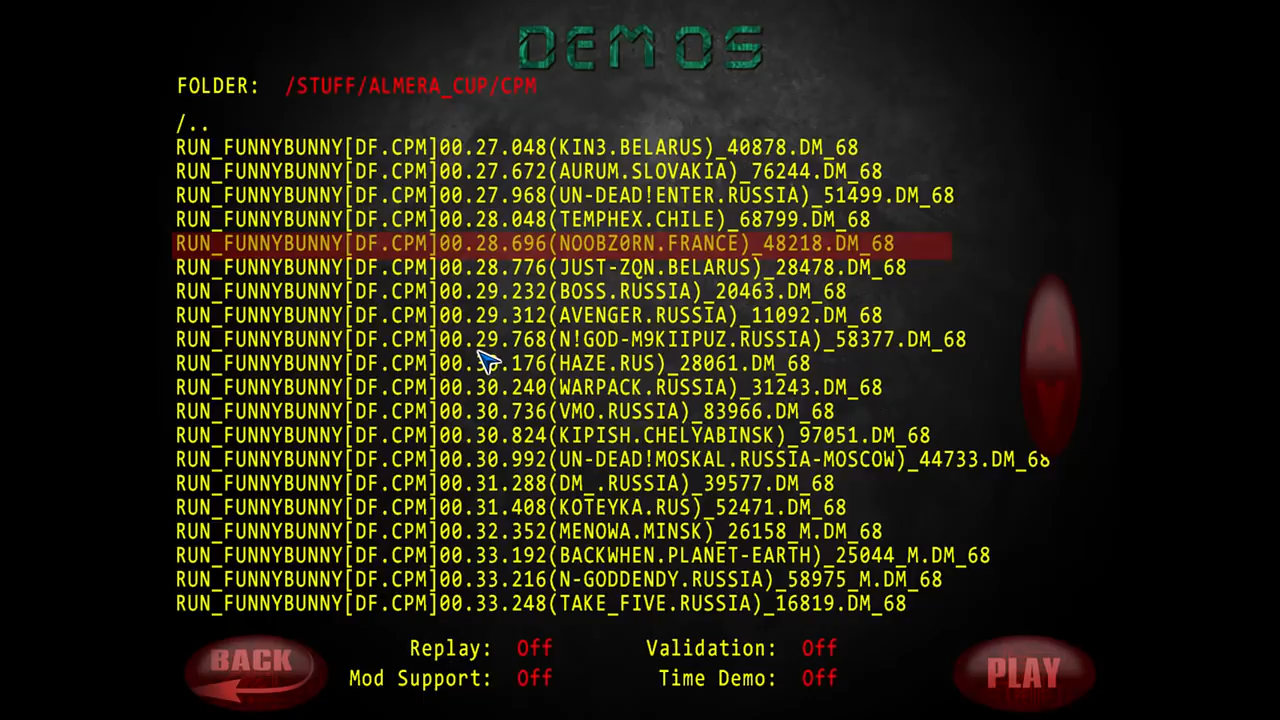 DEMOS
FOLDER: /STUFF/ALMERA_CUP/CPM
/..
RUN_FUNNYBUNNY[DF.CPM]00.27.048(KIN3.BELARUS)_40878.DM_68
RUN_FUNNYBUNNY[DF.CPM]00.27.672(AURUM.SLOVAKIA)_76244.DM_68
RUN_FUNNYBUNNY[DF.CPM]00.27.968(UN-DEAD!ENTER.RUSSIA)_51499.DM_68
RUN_FUNNYBUNNY[DF.CPM]00.28.048(TEMPHEX.CHILE)_68799.DM_68
RUN_FUNNYBUNNY[DF.CPM]00.28.696(NOOBZ0RN.FRANCE)_48218.DM_68
RUN_FUNNYBUNNY[DF.CPM]00.28.776(JUST-ZQN.BELARUS)_28478.DM_68
RUN_FUNNYBUNNY[DF.CPM]00.29.232(BOSS.RUSSIA)_20463.DM_68
RUN_FUNNYBUNNY[DF.CPM]00.29.312(AVENGER.RUSSIA)_11092.DM_68
RUN_FUNNYBUNNY[DF.CPM]00.29.768(N!GOD-M9KIIPUZ.RUSSIA)_58377.DM_68
RUN_FUNNYBUNNY[DF.CPM]00.30.176(HAZE.RUS)_28061.DM_68
RUN_FUNNYBUNNY[DF.CPM]00.30.240(WARPACK.RUSSIA)_31243.DM_68
RUN_FUNNYBUNNY[DF.CPM]00.30.736(VMO.RUSSIA)_83966.DM_68
RUN_FUNNYBUNNY[DF.CPM]00.30.824(KIPISH.CHELYABINSK)_97051.DM_68
RUN_FUNNYBUNNY[DF.CPM]00.30.992(UN-DEAD!MOSKAL.RUSSIA-MOSCOW)_44733.DM_68
RUN_FUNNYBUNNY[DF.CPM]00.31.288(DM_.RUSSIA)_39577.DM_68
RUN_FUNNYBUNNY[DF.CPM]00.31.408(KOTEYKA.RUS)_52471.DM_68
RUN_FUNNYBUNNY[DF.CPM]00.32.352(MENOWA.MINSK)_26158_M.DM_68
RUN_FUNNYBUNNY[DF.CPM]00.33.192(BACKWHEN.PLANET-EARTH)_25044_M.DM_68
RUN_FUNNYBUNNY[DF.CPM]00.33.216(N-GODDENDY.RUSSIA)_58975_M.DM_68
RUN_FUNNYBUNNY[DF.CPM]00.33.248(TAKE_FIVE.RUSSIA)_16819.DM_68
BACK
Replay: Off Validation: Off
Mod Support: Off Time Demo: Off
PLAY